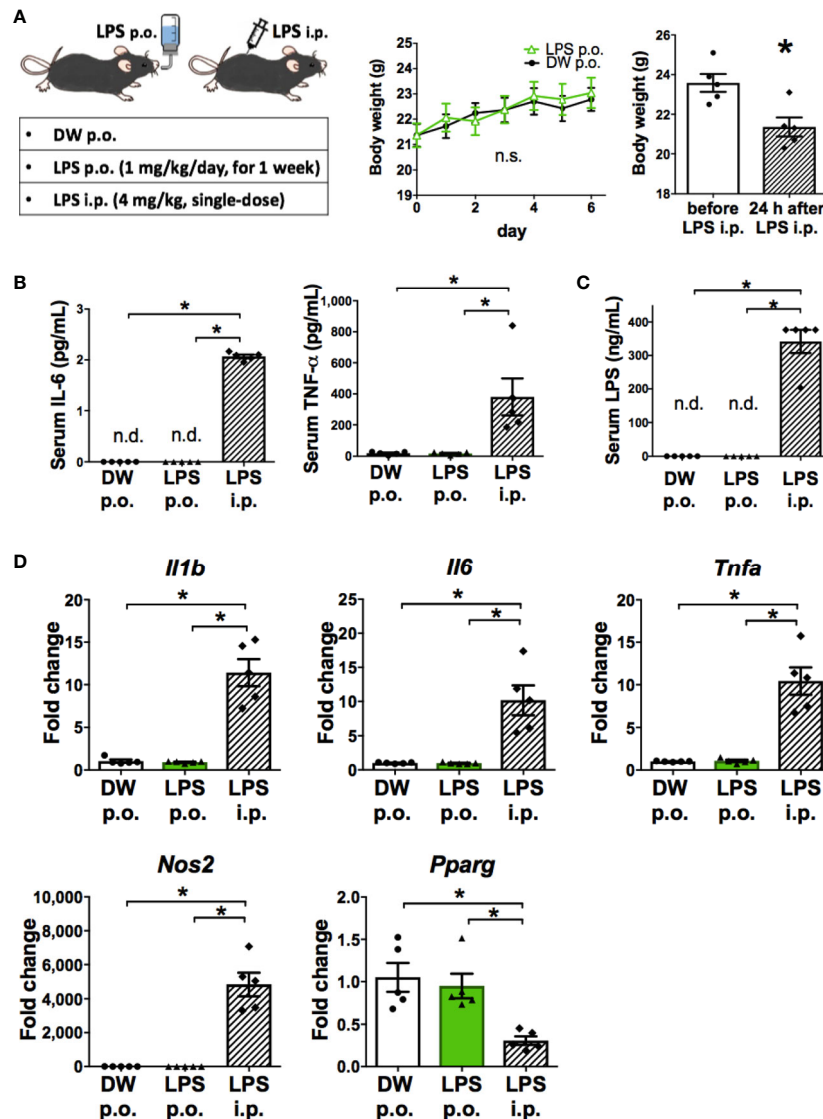 A
LPS p.o.
LPS i.p.
• DW p.o.
• LPS p.o. (1 mg/kg/day, for 1 week)
• LPS i.p. (4 mg/kg, single-dose)
Body weight (g)
25
24
23
22
21
20
19
LPS p.o.
DW p.o.
n.s.
0 2 4 6
day
Body weight (g)
26
24
22
20
18
*
before LPS i.p.
24 h after LPS i.p.
B
Serum IL-6 (pg/mL)
3
2
1
0
*
*
n.d. n.d.
DW LPS LPS
p.o. p.o. i.p.
Serum TNF-α (pg/mL)
1,000
800
600
400
200
0
*
*
DW LPS LPS
p.o. p.o. i.p.
C
Serum LPS (ng/mL)
400
300
200
100
0
*
*
n.d. n.d.
DW LPS LPS
p.o. p.o. i.p.
D
Il1b
Fold change
20
15
10
5
0
*
*
DW LPS LPS
p.o. p.o. i.p.
Il6
Fold change
25
20
15
10
5
0
*
*
DW LPS LPS
p.o. p.o. i.p.
Tnfa
Fold change
20
15
10
5
0
*
*
DW LPS LPS
p.o. p.o. i.p.
Nos2
Fold change
10,000
8,000
6,000
4,000
2,000
0
*
*
DW LPS LPS
p.o. p.o. i.p.
Pparg
Fold change
2.0
1.5
1.0
0.5
0.0
*
*
DW LPS LPS
p.o. p.o. i.p.